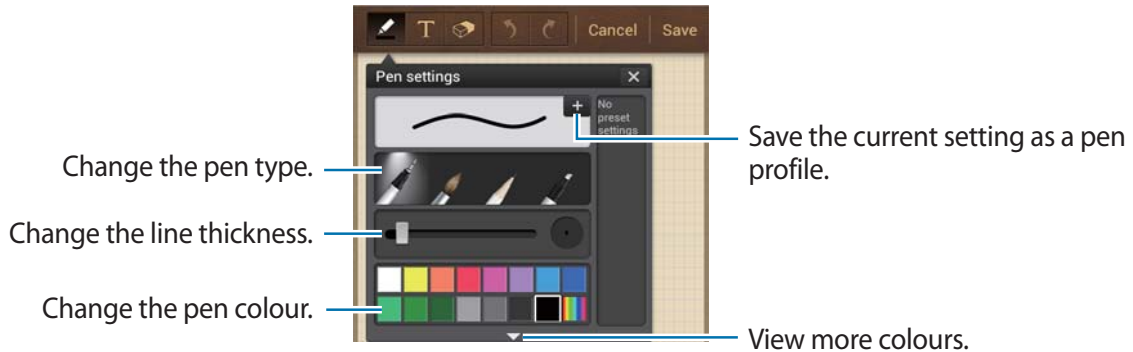 T
Cancel
Save
Pen settings
No
preset
settings
Save the current setting as a pen
profile.
Change the pen type.
Change the line thickness.
Change the pen colour.
View more colours.